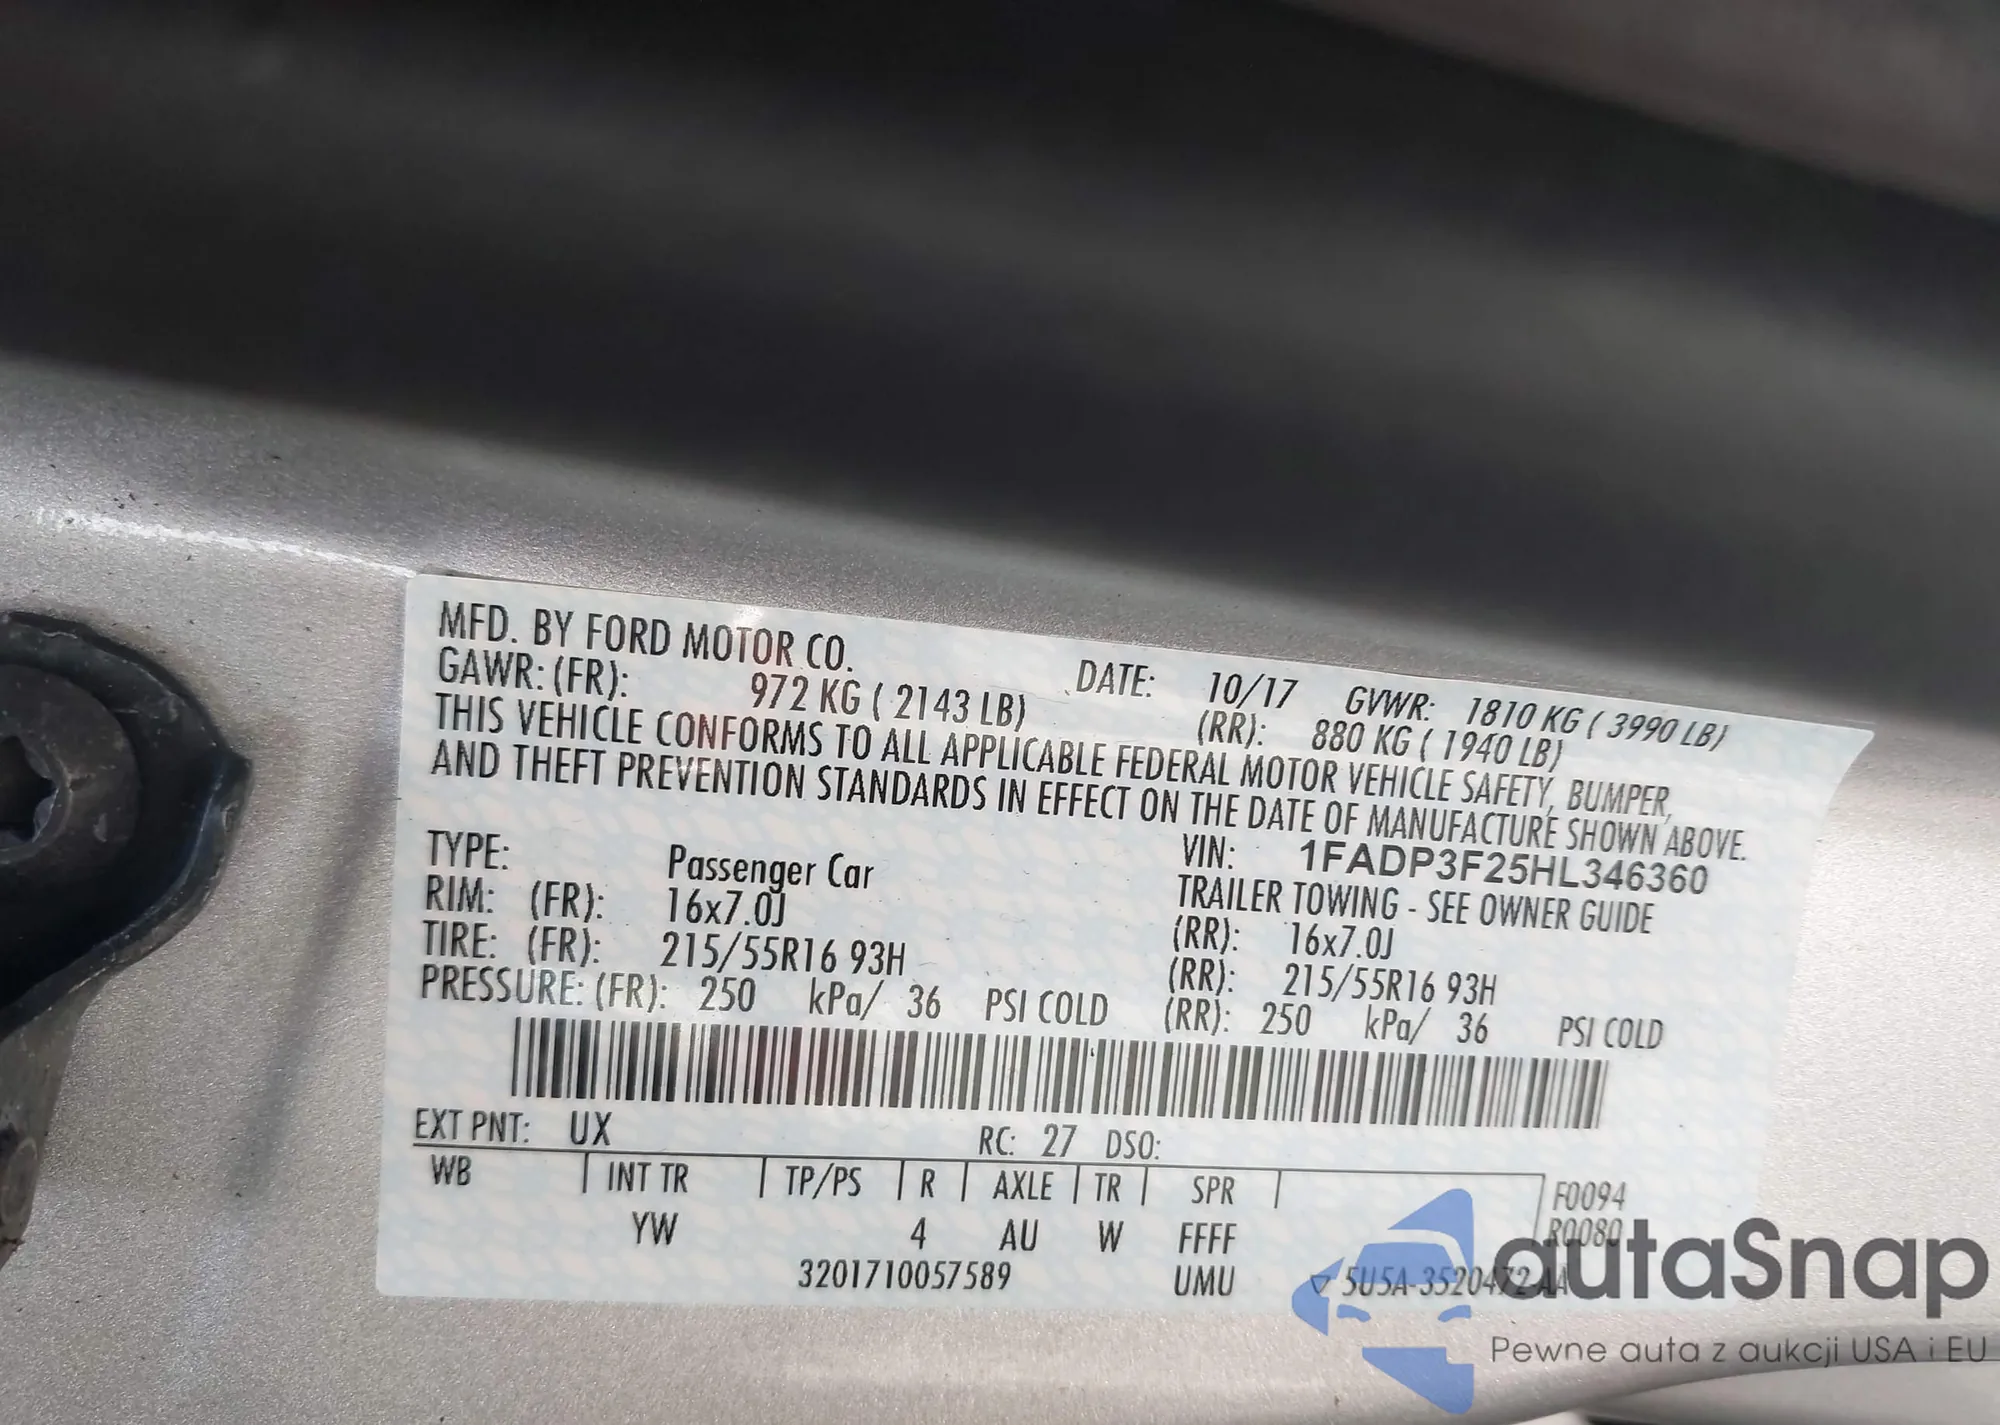 MFD. BY FORD MOTOR CO. DATE: 10/17 GVWR: 1810 KG ( 3990 LB)
GAWR: (FR): 972 KG ( 2143 LB) (RR): 880 KG ( 1940 LB)
THIS VEHICLE CONFORMS TO ALL APPLICABLE FEDERAL MOTOR VEHICLE SAFETY, BUMPER,
AND THEFT PREVENTION STANDARDS IN EFFECT ON THE DATE OF MANUFACTURE SHOWN ABOVE.
VIN: 1FADP3F25HL346360
TYPE: Passenger Car TRAILER TOWING - SEE OWNER GUIDE
RIM: (FR): 16x7.0J (RR): 16x7.0J
TIRE: (FR): 215/55R16 93H (RR): 215/55R16 93H
PRESSURE: (FR): 250 kPa/ 36 PSI COLD (RR): 250 kPa/ 36 PSI COLD
EXT PNT: UX RC: 27 DSO:
WB INT TR TP/PS R AXLE TR SPR F0094
YW 4 AU W FFFF R0080
3201710057589 UMU 5U5A-3520472-AA
autaSnap
Pewne auta z aukcji USA i EU